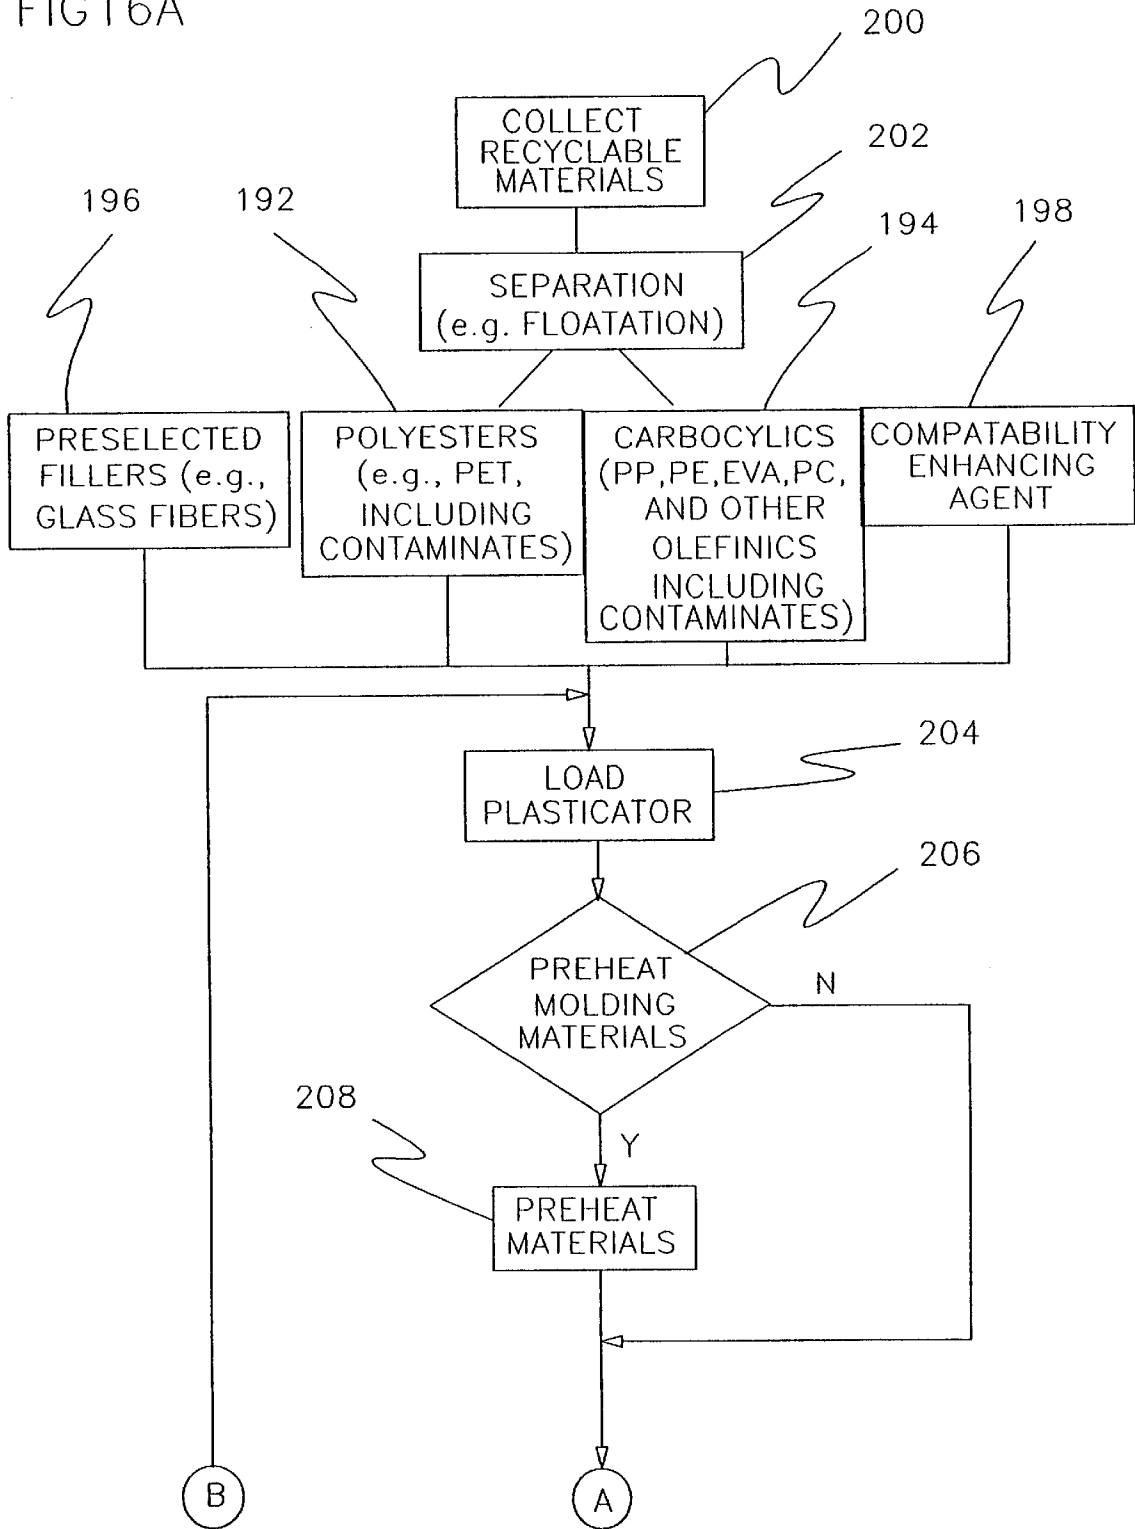 FIG16A
200
COLLECT
RECYCLABLE
MATERIALS
202
196
192
194
198
SEPARATION
(e.g. FLOATATION)
PRESELECTED
FILLERS (e.g.,
GLASS FIBERS)
POLYESTERS
(e.g., PET,
INCLUDING
CONTAMINATES)
CARBOCYLICS
(PP,PE,EVA,PC,
AND OTHER
OLEFINICS
INCLUDING
CONTAMINATES)
COMPATABILITY
ENHANCING
AGENT
204
LOAD
PLASTICATOR
206
PREHEAT
MOLDING
MATERIALS
N
208
Y
PREHEAT
MATERIALS
B
A